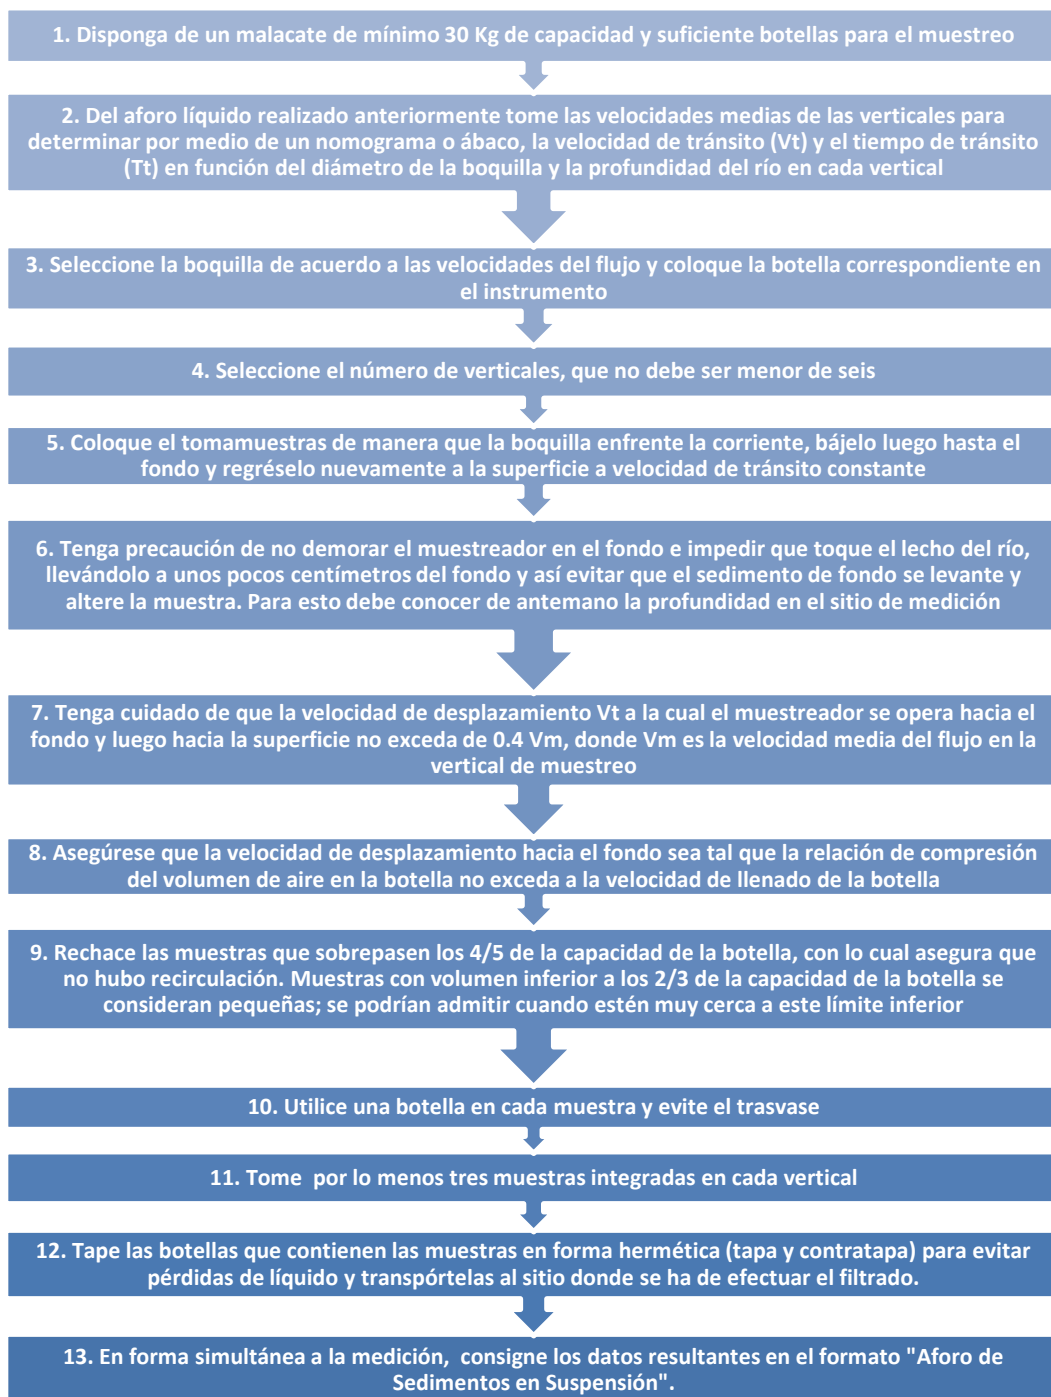 1. Disponga de un malacate de mínimo 30 Kg de capacidad y suficiente botellas para el muestreo
2. Del aforo líquido realizado anteriormente tome las velocidades medias de las verticales para
determinar por medio de un nomograma o ábaco, la velocidad de tránsito (Vt) y el tiempo de tránsito
(Tt) en función del diámetro de la boquilla y la profundidad del río en cada vertical
3. Seleccione la boquilla de acuerdo a las velocidades del flujo y coloque la botella correspondiente en
el instrumento
4. Seleccione el número de verticales, que no debe ser menor de seis
5. Coloque el tomamuestras de manera que la boquilla enfrente la corriente, bájelo luego hasta el
fondo y regréselo nuevamente a la superficie a velocidad de tránsito constante
6. Tenga precaución de no demorar el muestreador en el fondo e impedir que toque el lecho del río,
llevándolo a unos pocos centímetros del fondo y así evitar que el sedimento de fondo se levante y
altere la muestra. Para esto debe conocer de antemano la profundidad en el sitio de medición
7. Tenga cuidado de que la velocidad de desplazamiento Vt a la cual el muestreador se opera hacia el
fondo y luego hacia la superficie no exceda de 0.4 Vm, donde Vm es la velocidad media del flujo en la
vertical de muestreo
8. Asegúrese que la velocidad de desplazamiento hacia el fondo sea tal que la relación de compresión
del volumen de aire en la botella no exceda a la velocidad de llenado de la botella
9. Rechace las muestras que sobrepasen los 4/5 de la capacidad de la botella, con lo cual asegura que
no hubo recirculación. Muestras con volumen inferior a los 2/3 de la capacidad de la botella se
consideran pequeñas; se podrían admitir cuando estén muy cerca a este límite inferior
10. Utilice una botella en cada muestra y evite el trasvase
11. Tome por lo menos tres muestras integradas en cada vertical
12. Tape las botellas que contienen las muestras en forma hermética (tapa y contratapa) para evitar
pérdidas de líquido y transpórtelas al sitio donde se ha de efectuar el filtrado.
13. En forma simultánea a la medición, consigne los datos resultantes en el formato "Aforo de
Sedimentos en Suspensión".